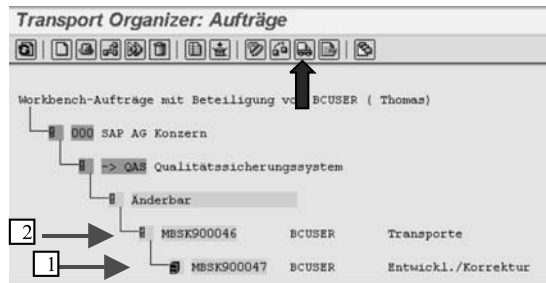 Transport Organizer: Aufträge
Workbench-Aufträge mit Beteiligung vo BCUSER ( Thomas)
000 SAP AG Konzern
-> QAS Qualitätssicherungssystem
Änderbar
2 MBSK900046 BCUSER Transporte
1 MBSK900047 BCUSER Entwickl./Korrektur